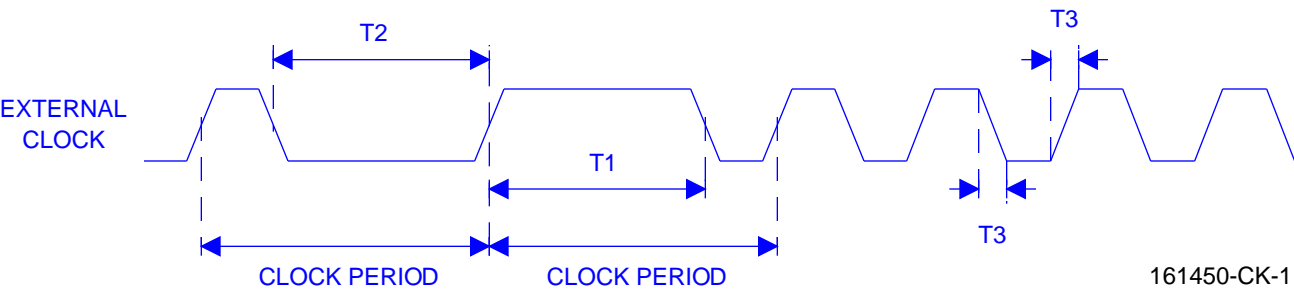 T3
T2
EXTERNAL
CLOCK
T1
T3
CLOCK PERIOD
CLOCK PERIOD
161450-CK-1